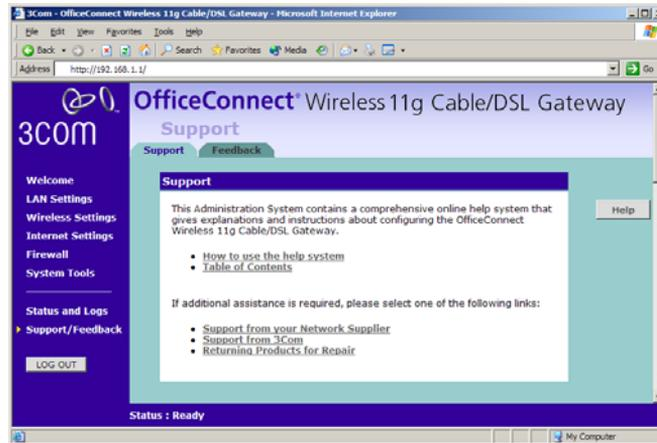 3Com - OfficeConnect Wireless 11g Cable/DSL Gateway - Microsoft Internet Explorer
File Edit View Favorites Tools Help
Back Search Favorites Media
Address http://192.168.1.1/ Go
3com
OfficeConnect Wireless 11g Cable/DSL Gateway
Support
Support Feedback
Welcome
LAN Settings
Wireless Settings
Internet Settings
Firewall
System Tools
Status and Logs
Support/Feedback
LOG OUT
Support
This Administration System contains a comprehensive online help system that
gives explanations and instructions about configuring the OfficeConnect
Wireless 11g Cable/DSL Gateway.
How to use the help system
Table of Contents
If additional assistance is required, please select one of the following links:
Support from your Network Supplier
Support from 3Com
Returning Products for Repair
Help
Status : Ready
My Computer